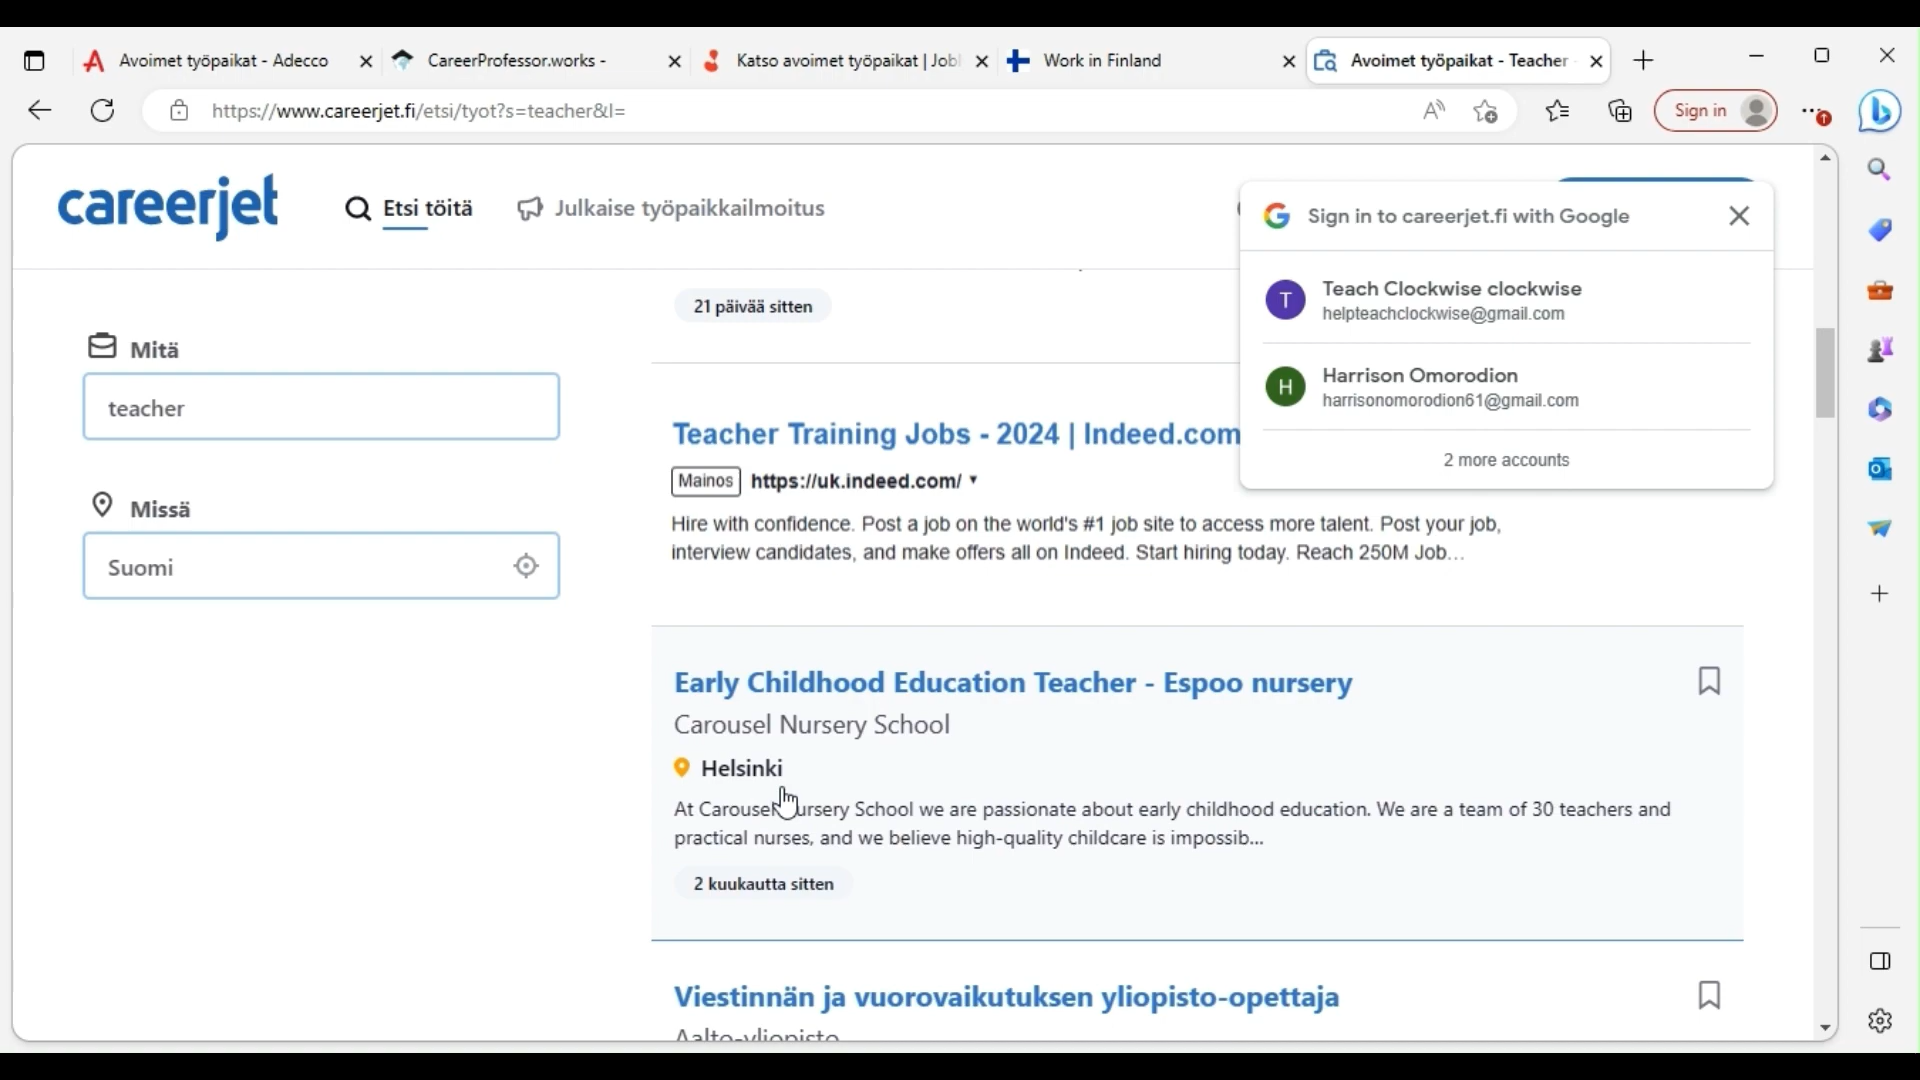 Avoimet työpaikat - Adecco
CareerProfessor.works -
Katso avoimet työpaikat | Jobl
Work in Finland
Avoimet työpaikat - Teacher
https://www.careerjet.fi/etsi/tyot?s=teacher&l=
Sign in
careerjet
Etsi töitä
Julkaise työpaikkailmoitus
Sign in to careerjet.fi with Google
T
Teach Clockwise clockwise
helpteachclockwise@gmail.com
H
Harrison Omorodion
harrisonomorodion61@gmail.com
2 more accounts
Mitä
teacher
Missä
Suomi
21 päivää sitten
Teacher Training Jobs - 2024 | Indeed.com
Mainos https://uk.indeed.com/
Hire with confidence. Post a job on the world's #1 job site to access more talent. Post your job,
interview candidates, and make offers all on Indeed. Start hiring today. Reach 250M Job...
Early Childhood Education Teacher - Espoo nursery
Carousel Nursery School
Helsinki
At Carousel Nursery School we are passionate about early childhood education. We are a team of 30 teachers and
practical nurses, and we believe high-quality childcare is impossib...
2 kuukautta sitten
Viestinnän ja vuorovaikutuksen yliopisto-opettaja
Aalto-yliopisto